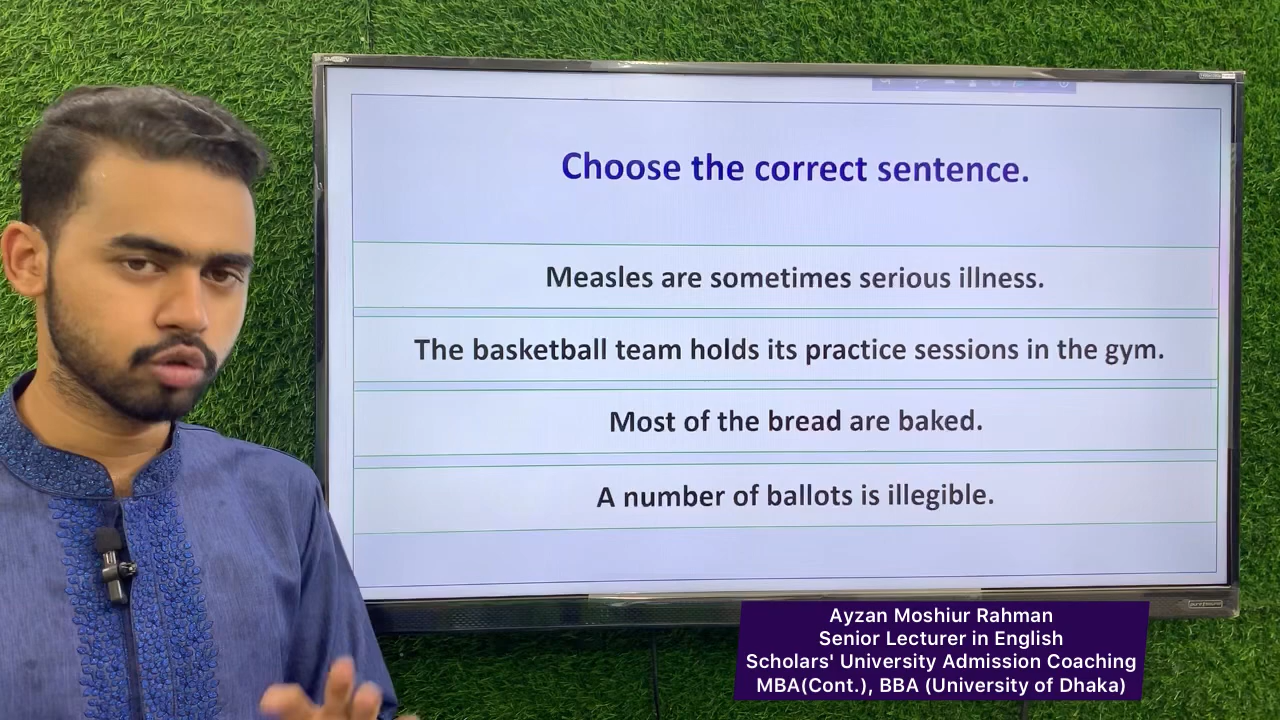 Choose the correct sentence.
Measles are sometimes serious illness.
The basketball team holds its practice sessions in the gym.
Most of the bread are baked.
A number of ballots is illegible.
Ayzan Moshiur Rahman
Senior Lecturer in English
Scholars' University Admission Coaching
MBA(Cont.), BBA (University of Dhaka)